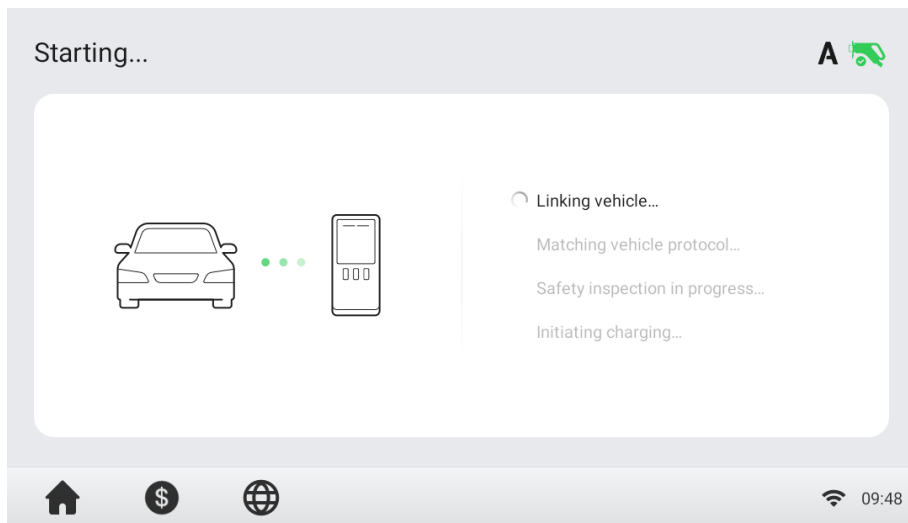 Starting...
A
Linking vehicle...
Matching vehicle protocol...
Safety inspection in progress...
Initiating charging...
$
09:48